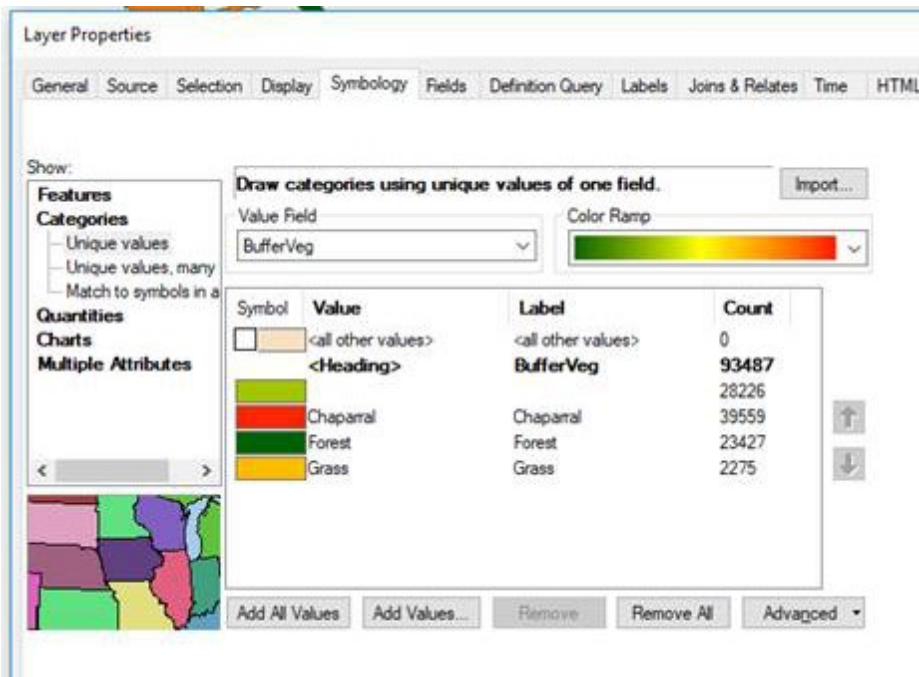 Layer Properties
General Source Selection Display Symbology Fields Definition Query Labels Joins & Relates Time HTML
Show:
Features
Categories
Unique values
Unique values, many
Match to symbols in a
Quantities
Charts
Multiple Attributes
Draw categories using unique values of one field.
Import...
Value Field
BufferVeg
Color Ramp
Symbol Value Label Count
<all other values> <all other values> 0
<Heading> BufferVeg 93487
28226
Chaparral Chaparral 39559
Forest Forest 23427
Grass Grass 2275
Add All Values Add Values... Remove Remove All Advanced